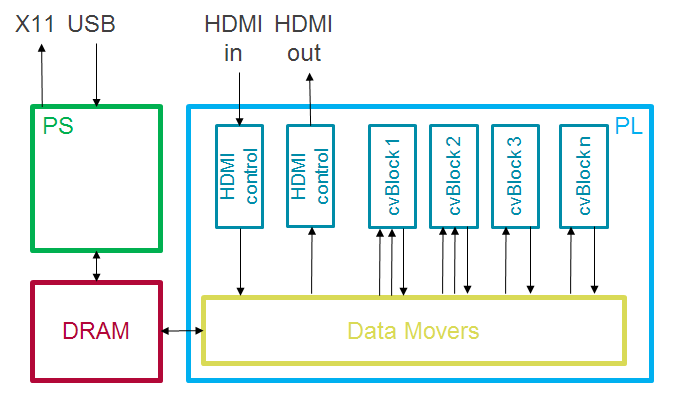 X11 USB
HDMI in
HDMI out
PS
PL
HDMI control
HDMI control
cvBlock 1
cvBlock 2
cvBlock 3
cvBlock n
DRAM
Data Movers